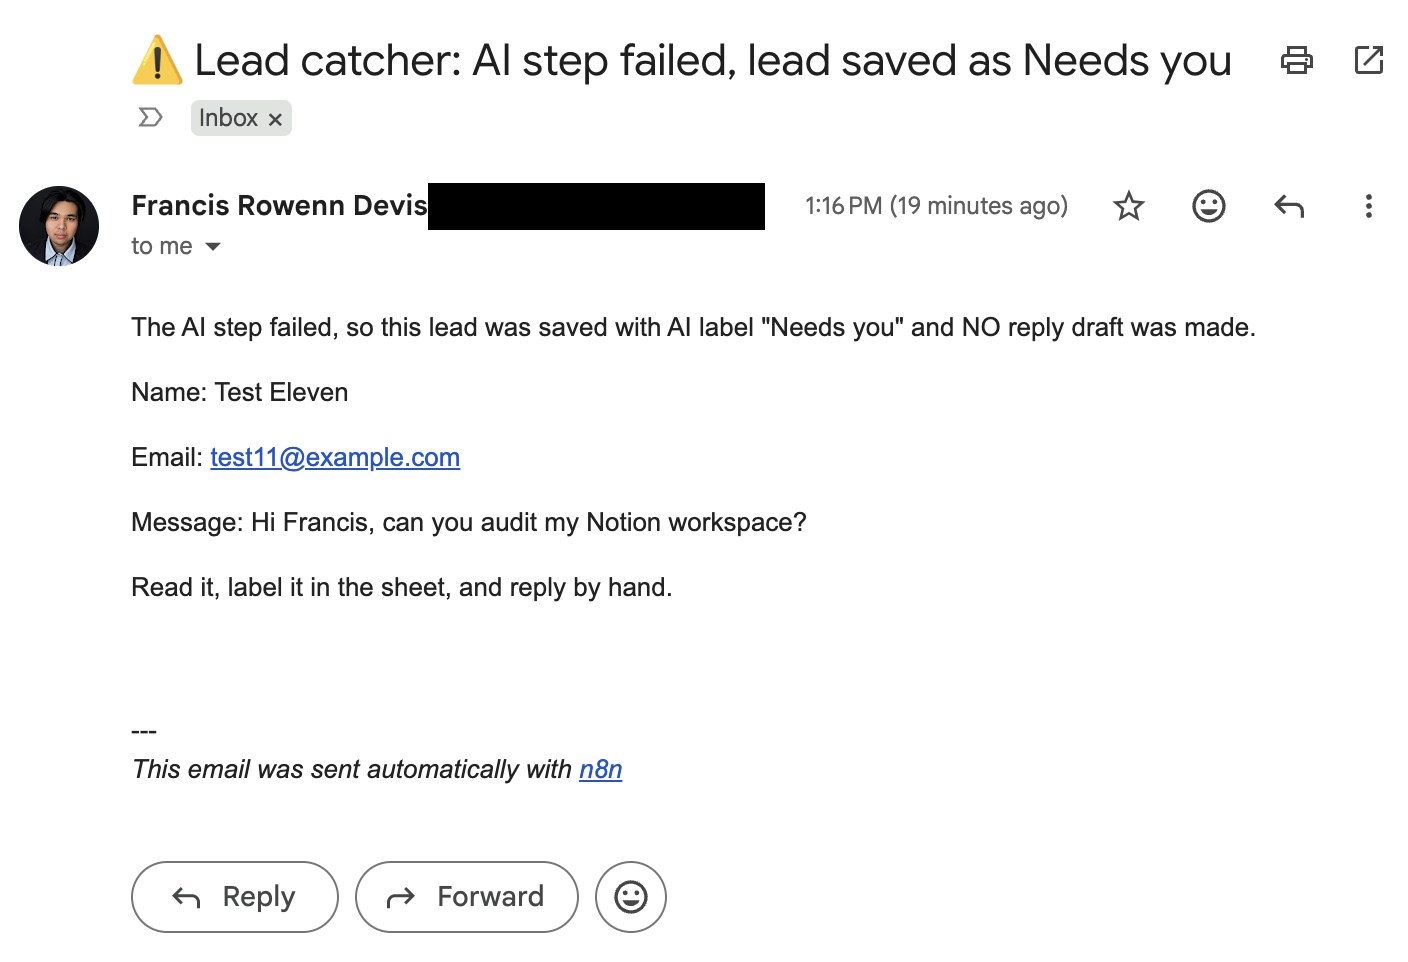 ⚠️ Lead catcher: AI step failed, lead saved as Needs you
Inbox ×
Francis Rowenn Devis
1:16 PM (19 minutes ago)
to me
The AI step failed, so this lead was saved with AI label "Needs you" and NO reply draft was made.
Name: Test Eleven
Email: test11@example.com
Message: Hi Francis, can you audit my Notion workspace?
Read it, label it in the sheet, and reply by hand.
---
This email was sent automatically with n8n
Reply
Forward